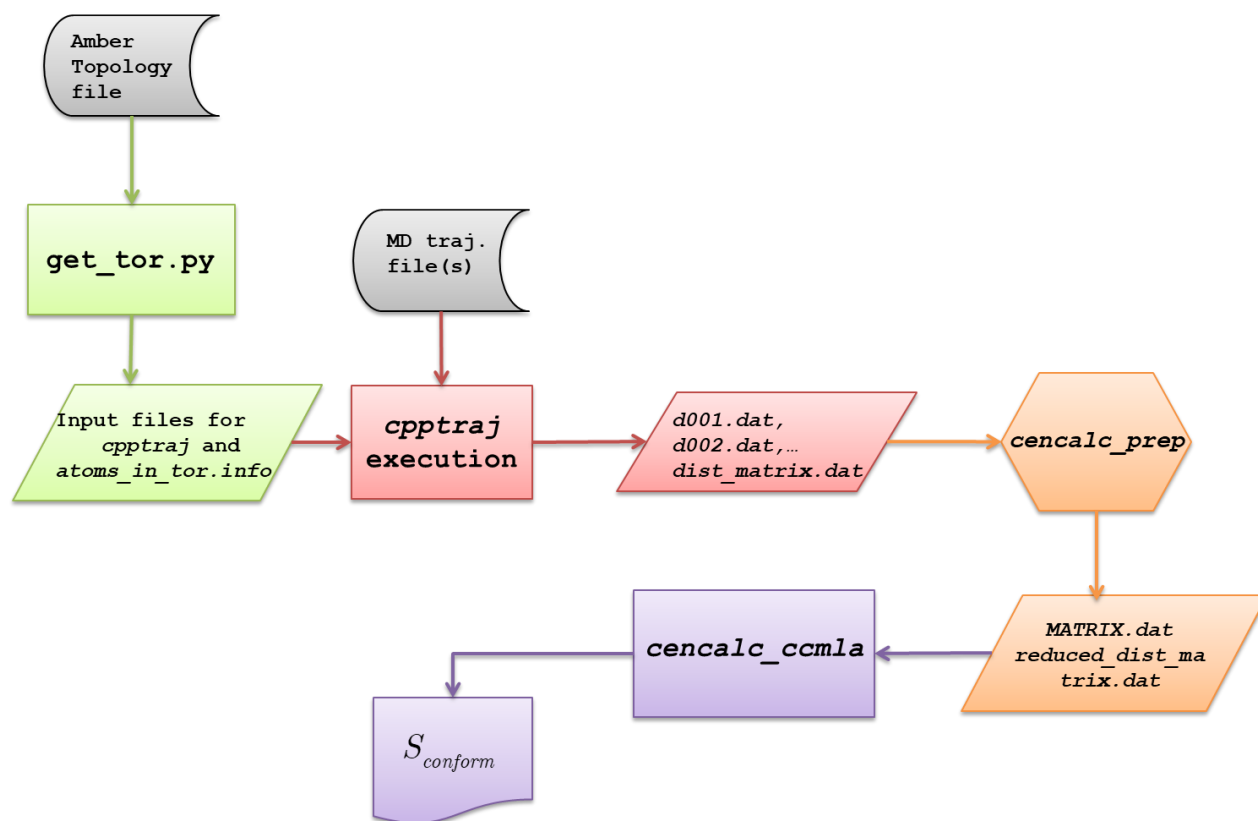 Amber
Topology
file
get_tor.py
MD traj.
file(s)
Input files for
cpptraj and
atoms_in_tor.info
cpptraj
execution
d001.dat,
d002.dat,…
dist_matrix.dat
cencalc_prep
MATRIX.dat
reduced_dist_ma
trix.dat
cencalc_ccmla
S_conform